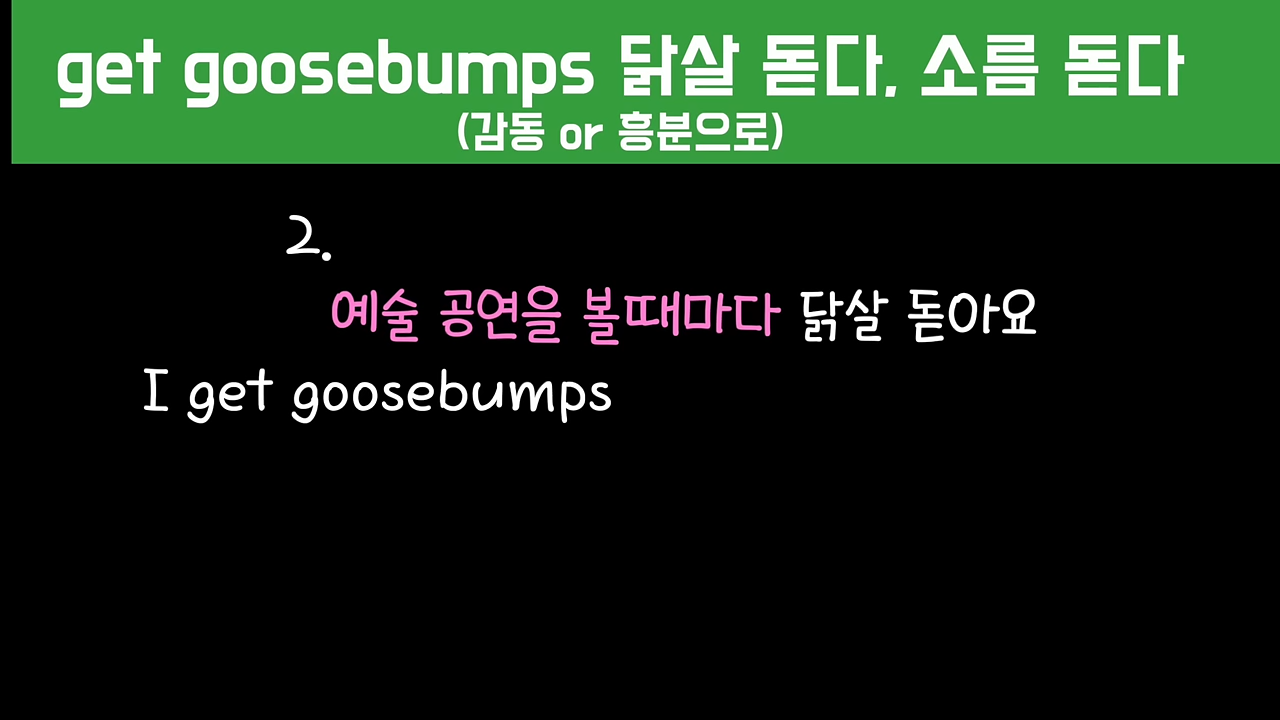 get goosebumps 닭살 돋다, 소름 돋다
(감동 or 흥분으로)
2.
예술 공연을 볼때마다 닭살 돋아요
I get goosebumps